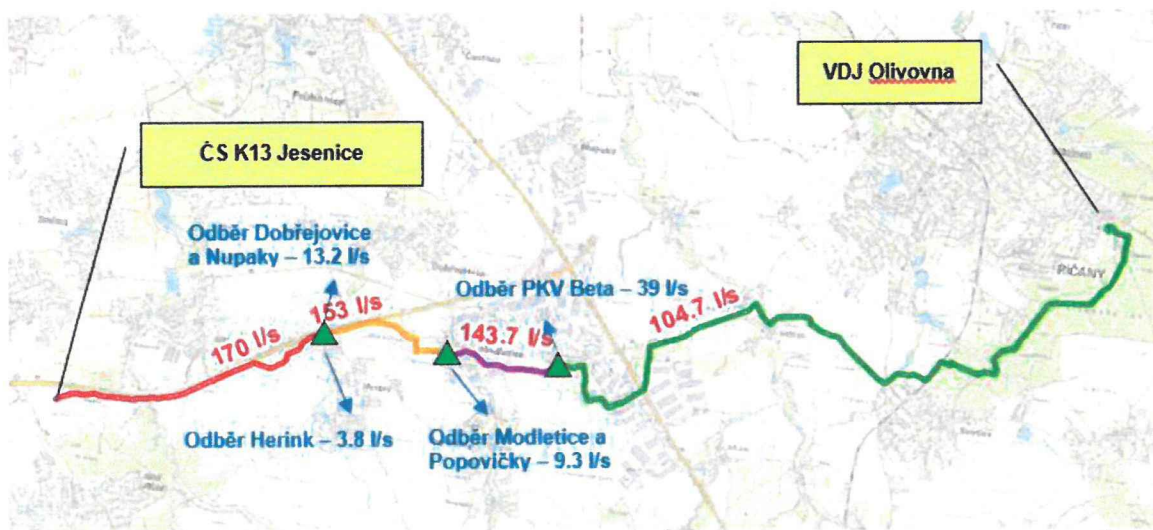 VDJ Olivovna
ČS K13 Jesenice
Odběr Dobřejovice
a Nupaky – 13.2 l/s
Odběr PKV Beta – 39 l/s
170 l/s
153 l/s
143.7 l/s
104.7 l/s
ŘÍČANY
Odběr Herink – 3.8 l/s
Odběr Modletice a
Popovičky – 9.3 l/s